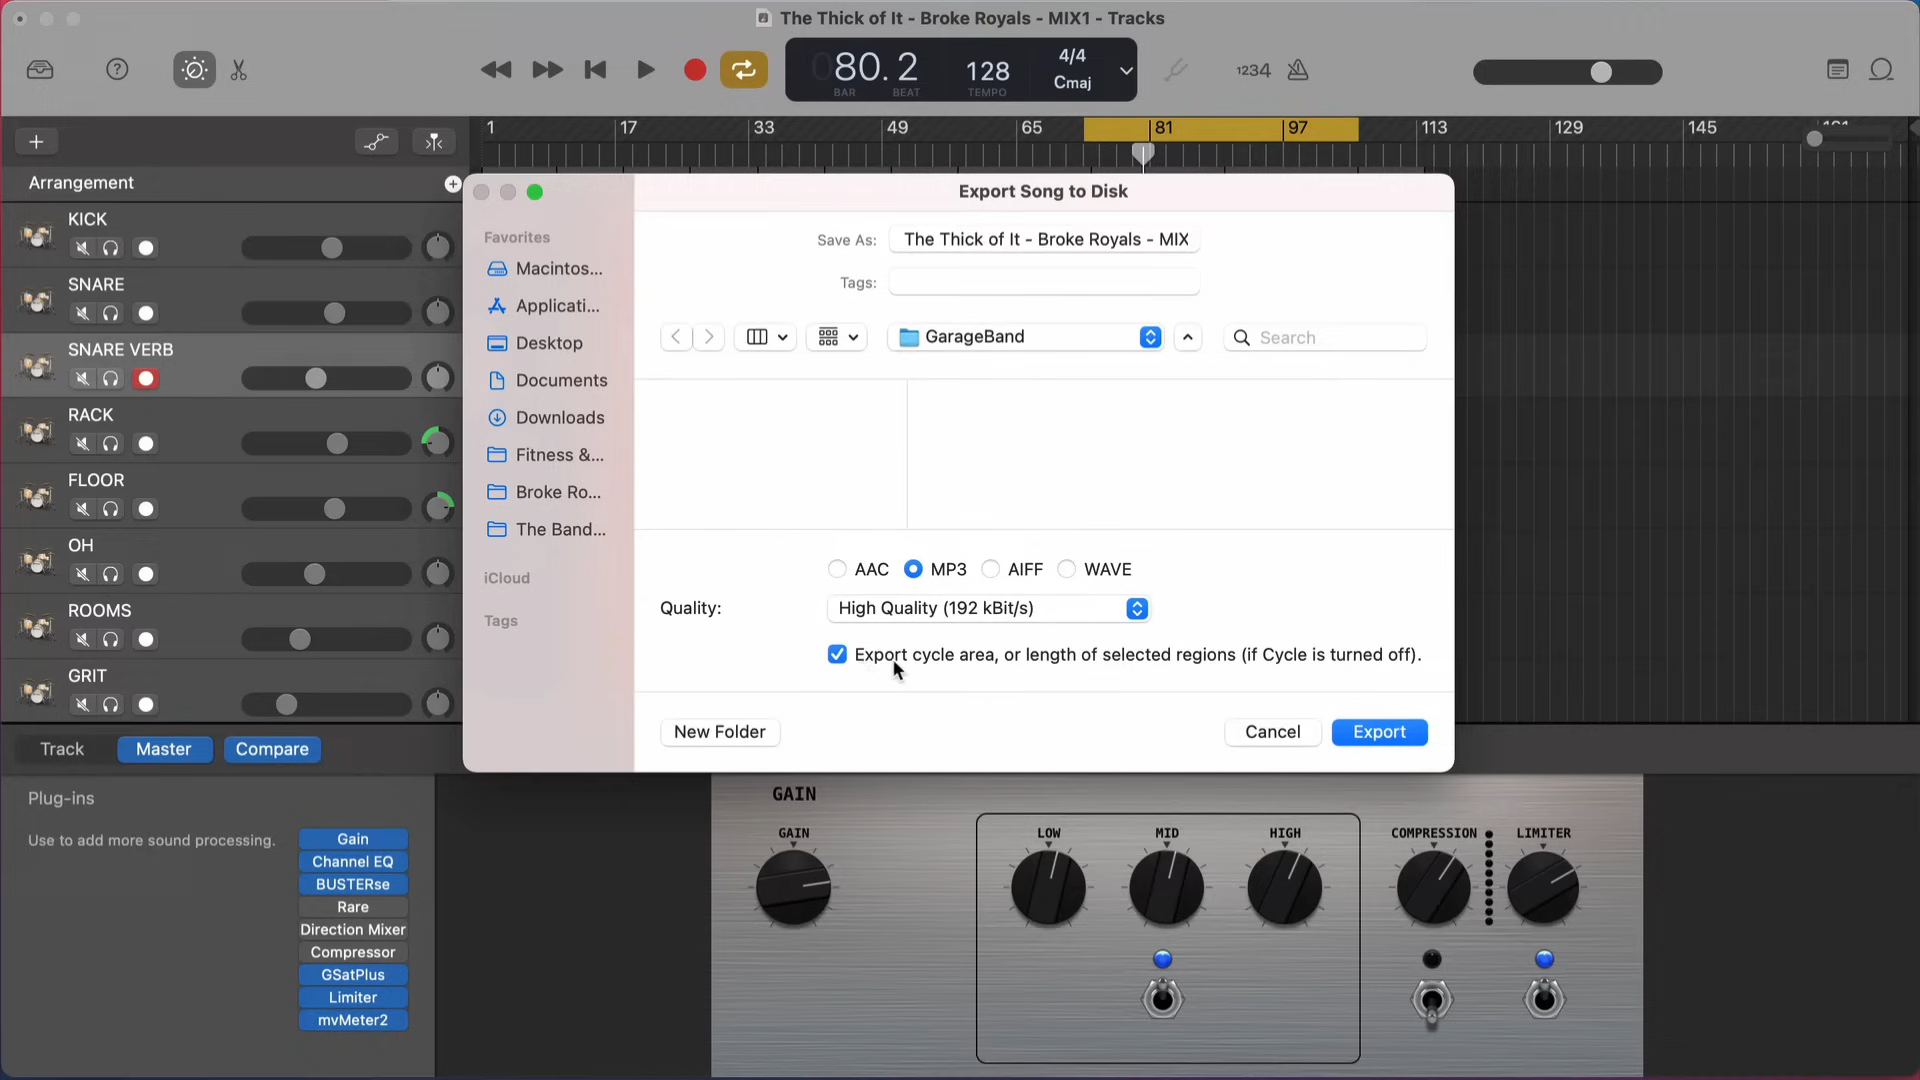 The Thick of It - Broke Royals - MIX1 - Tracks
80. 2
BAR
BEAT
128
TEMPO
4/4
Cmaj
1234
1
17
33
49
65
81
97
113
129
145
Arrangement
KICK
SNARE
SNARE VERB
RACK
FLOOR
OH
ROOMS
GRIT
Export Song to Disk
Favorites
Macintos...
Applicati...
Desktop
Documents
Downloads
Fitness &...
Broke Ro...
The Band...
iCloud
Tags
Save As:
The Thick of It - Broke Royals - MIX
Tags:
GarageBand
Search
AAC
MP3
AIFF
WAVE
Quality:
High Quality (192 kBit/s)
Export cycle area, or length of selected regions (if Cycle is turned off).
New Folder
Cancel
Export
Track
Master
Compare
Plug-ins
Use to add more sound processing.
Gain
Channel EQ
BUSTERse
Rare
Direction Mixer
Compressor
GSatPlus
Limiter
mvMeter2
GAIN
GAIN
LOW
MID
HIGH
COMPRESSION
LIMITER